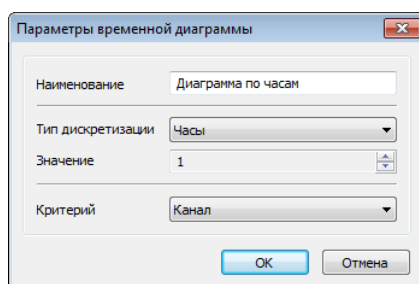 Параметры временной диаграммы
Наименование Диаграмма по часам
Тип дискретизации Часы
Значение 1
Критерий Канал
OK Отмена